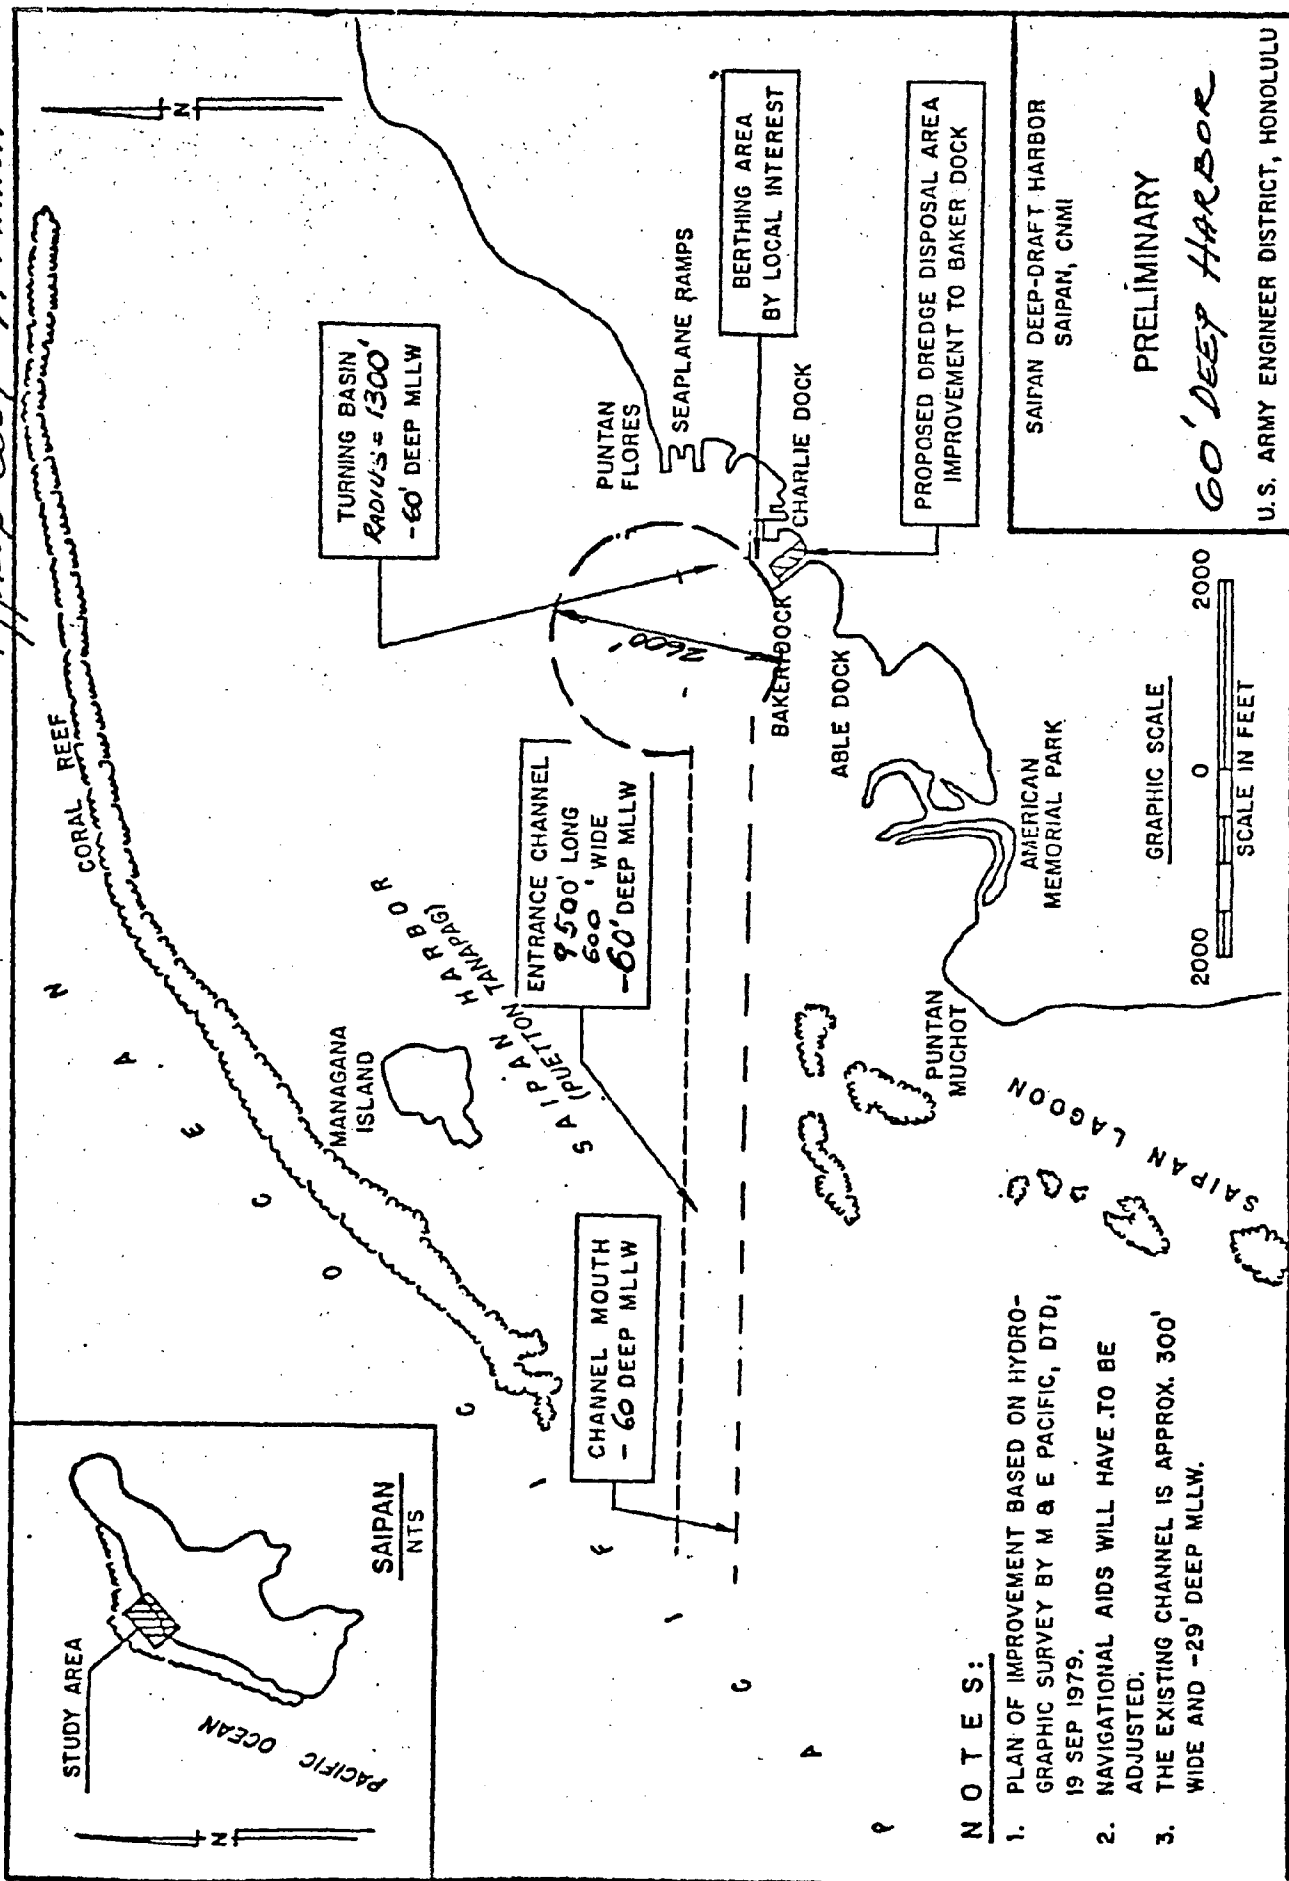 STUDY AREA
PACIFIC OCEAN
N
SAIPAN
NTS
N
CORAL REEF
PACIFIC OCEAN
MANAGANA
ISLAND
SAIPAN HARBOR
(PUETTON TANAPAG)
TURNING BASIN
RADIUS = 1300'
-60' DEEP MLLW
PUNTAN
FLORES
SEAPLANE RAMPS
BERTHING AREA
BY LOCAL INTEREST
CHANNEL MOUTH
- 60 DEEP MLLW
ENTRANCE CHANNEL
9500' LONG
600' WIDE
-60' DEEP MLLW
2600'
BAKER DOCK
CHARLIE DOCK
ABLE DOCK
PROPOSED DREDGE DISPOSAL AREA
IMPROVEMENT TO BAKER DOCK
AMERICAN
MEMORIAL PARK
PUNTAN
MUCHOT
SAIPAN LAGOON
NOTES:
1. PLAN OF IMPROVEMENT BASED ON HYDRO-
GRAPHIC SURVEY BY M & E PACIFIC, DTD;
19 SEP 1979.
2. NAVIGATIONAL AIDS WILL HAVE TO BE
ADJUSTED.
3. THE EXISTING CHANNEL IS APPROX. 300'
WIDE AND -29' DEEP MLLW.
GRAPHIC SCALE
2000 0 2000
SCALE IN FEET
SAIPAN DEEP-DRAFT HARBOR
SAIPAN, CNMI
PRELIMINARY
60' DEEP HARBOR
U.S. ARMY ENGINEER DISTRICT, HONOLULU